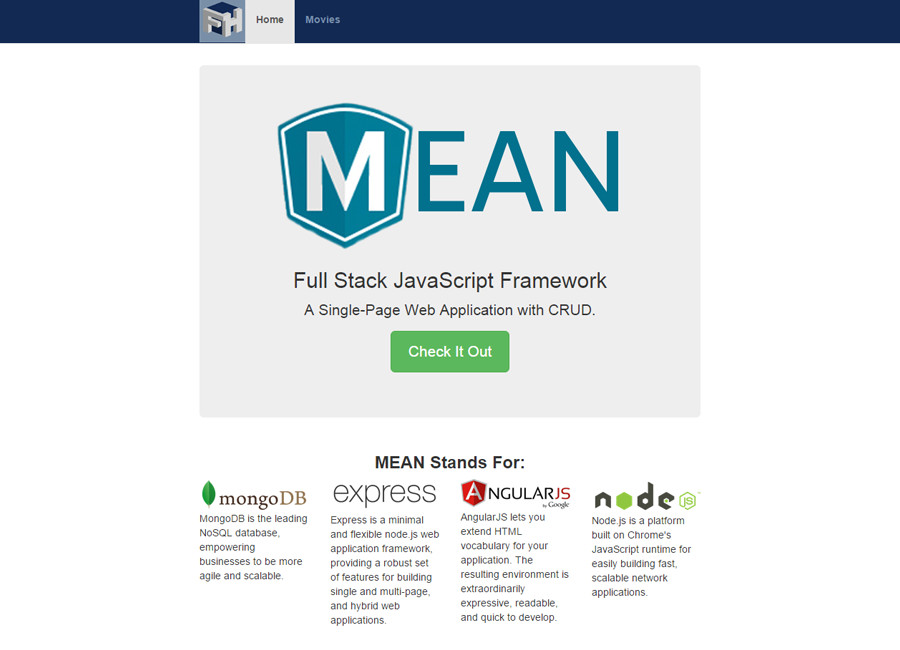 FH Home Movies
MEAN
Full Stack JavaScript Framework
A Single-Page Web Application with CRUD.
Check It Out
MEAN Stands For:
mongoDB
MongoDB is the leading
NoSQL database,
empowering
businesses to be more
agile and scalable.
express
Express is a minimal
and flexible node.js web
application framework,
providing a robust set
of features for building
single and multi-page,
and hybrid web
applications.
ANGULARJS
by Google
AngularJS lets you
extend HTML
vocabulary for your
application. The
resulting environment is
extraordinarily
expressive, readable,
and quick to develop.
node JS
Node.js is a platform
built on Chrome's
JavaScript runtime for
easily building fast,
scalable network
applications.